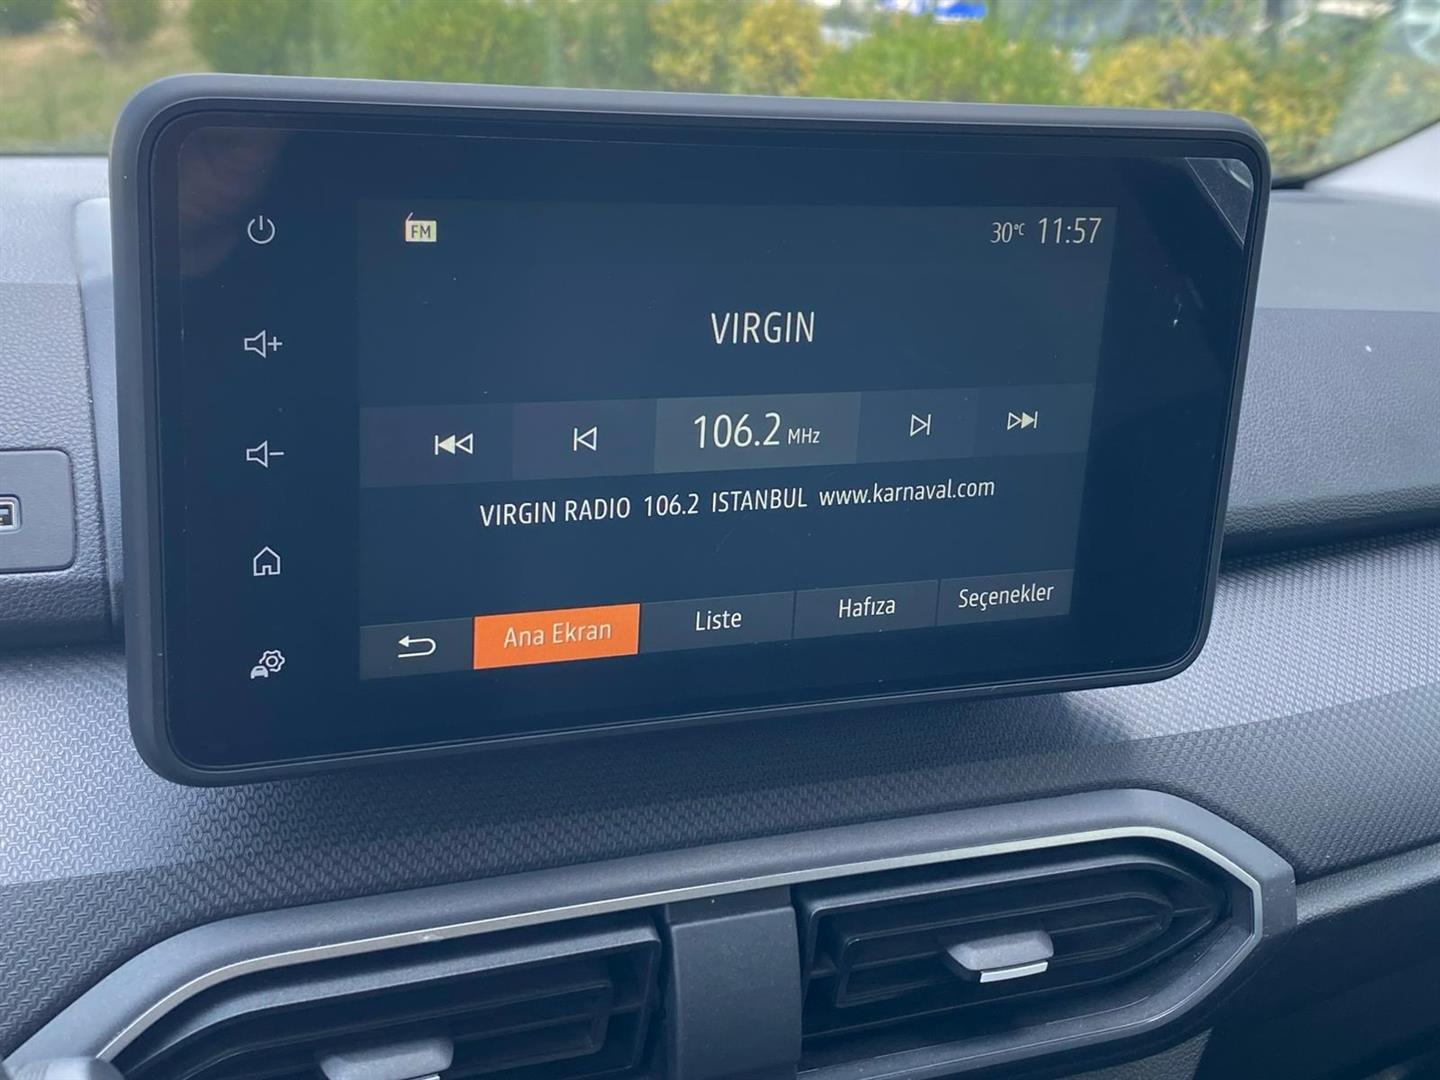 FM
30°C 11:57
VIRGIN
106.2 MHz
VIRGIN RADIO 106.2 ISTANBUL www.karnaval.com
Ana Ekran Liste Hafıza Seçenekler